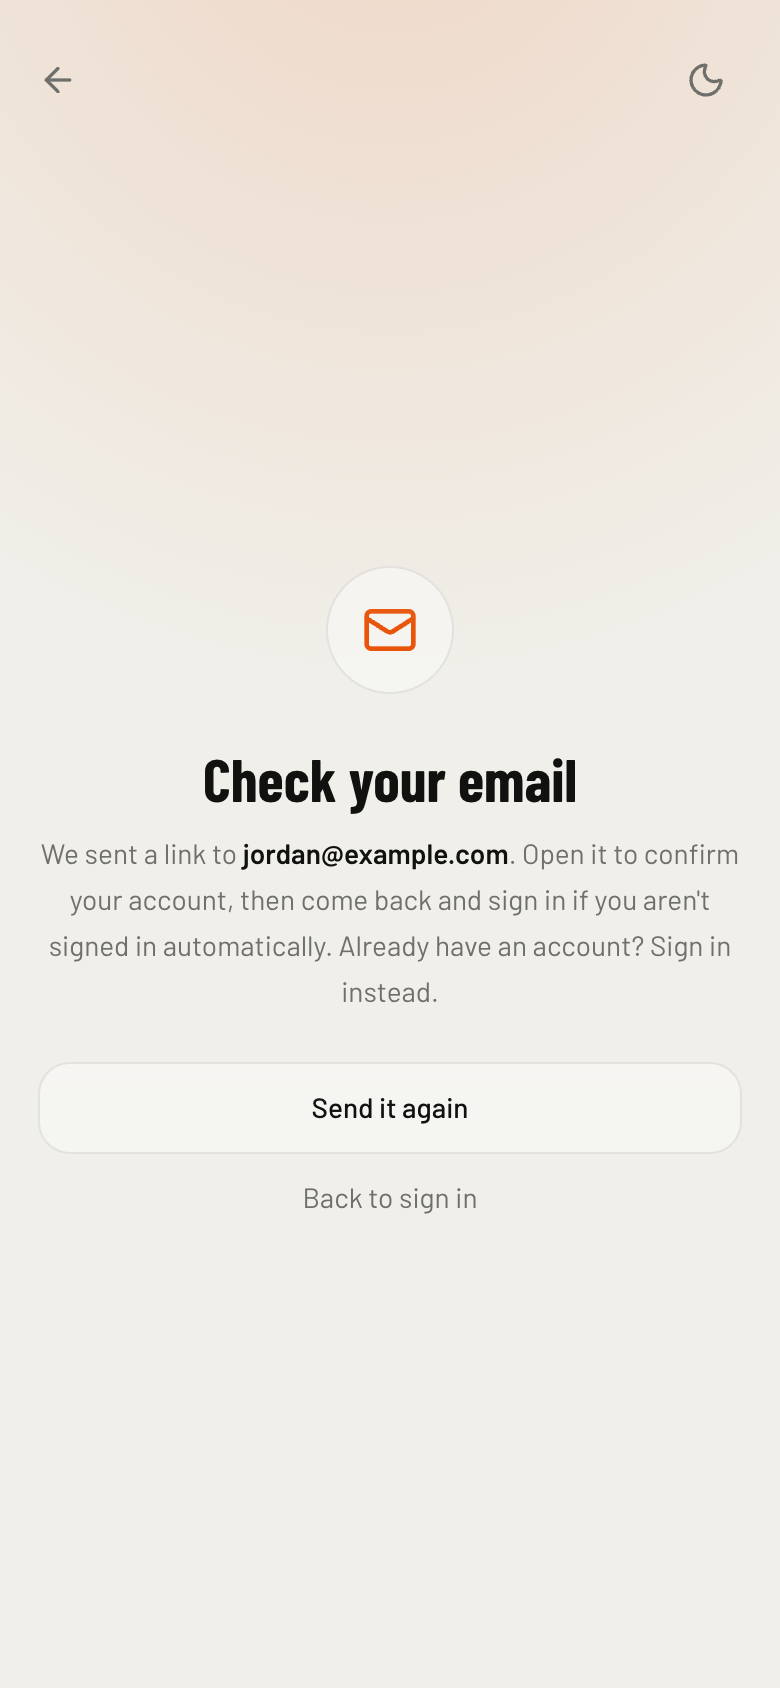 Check your email
We sent a link to jordan@example.com. Open it to confirm
your account, then come back and sign in if you aren't
signed in automatically. Already have an account? Sign in
instead.
Send it again
Back to sign in